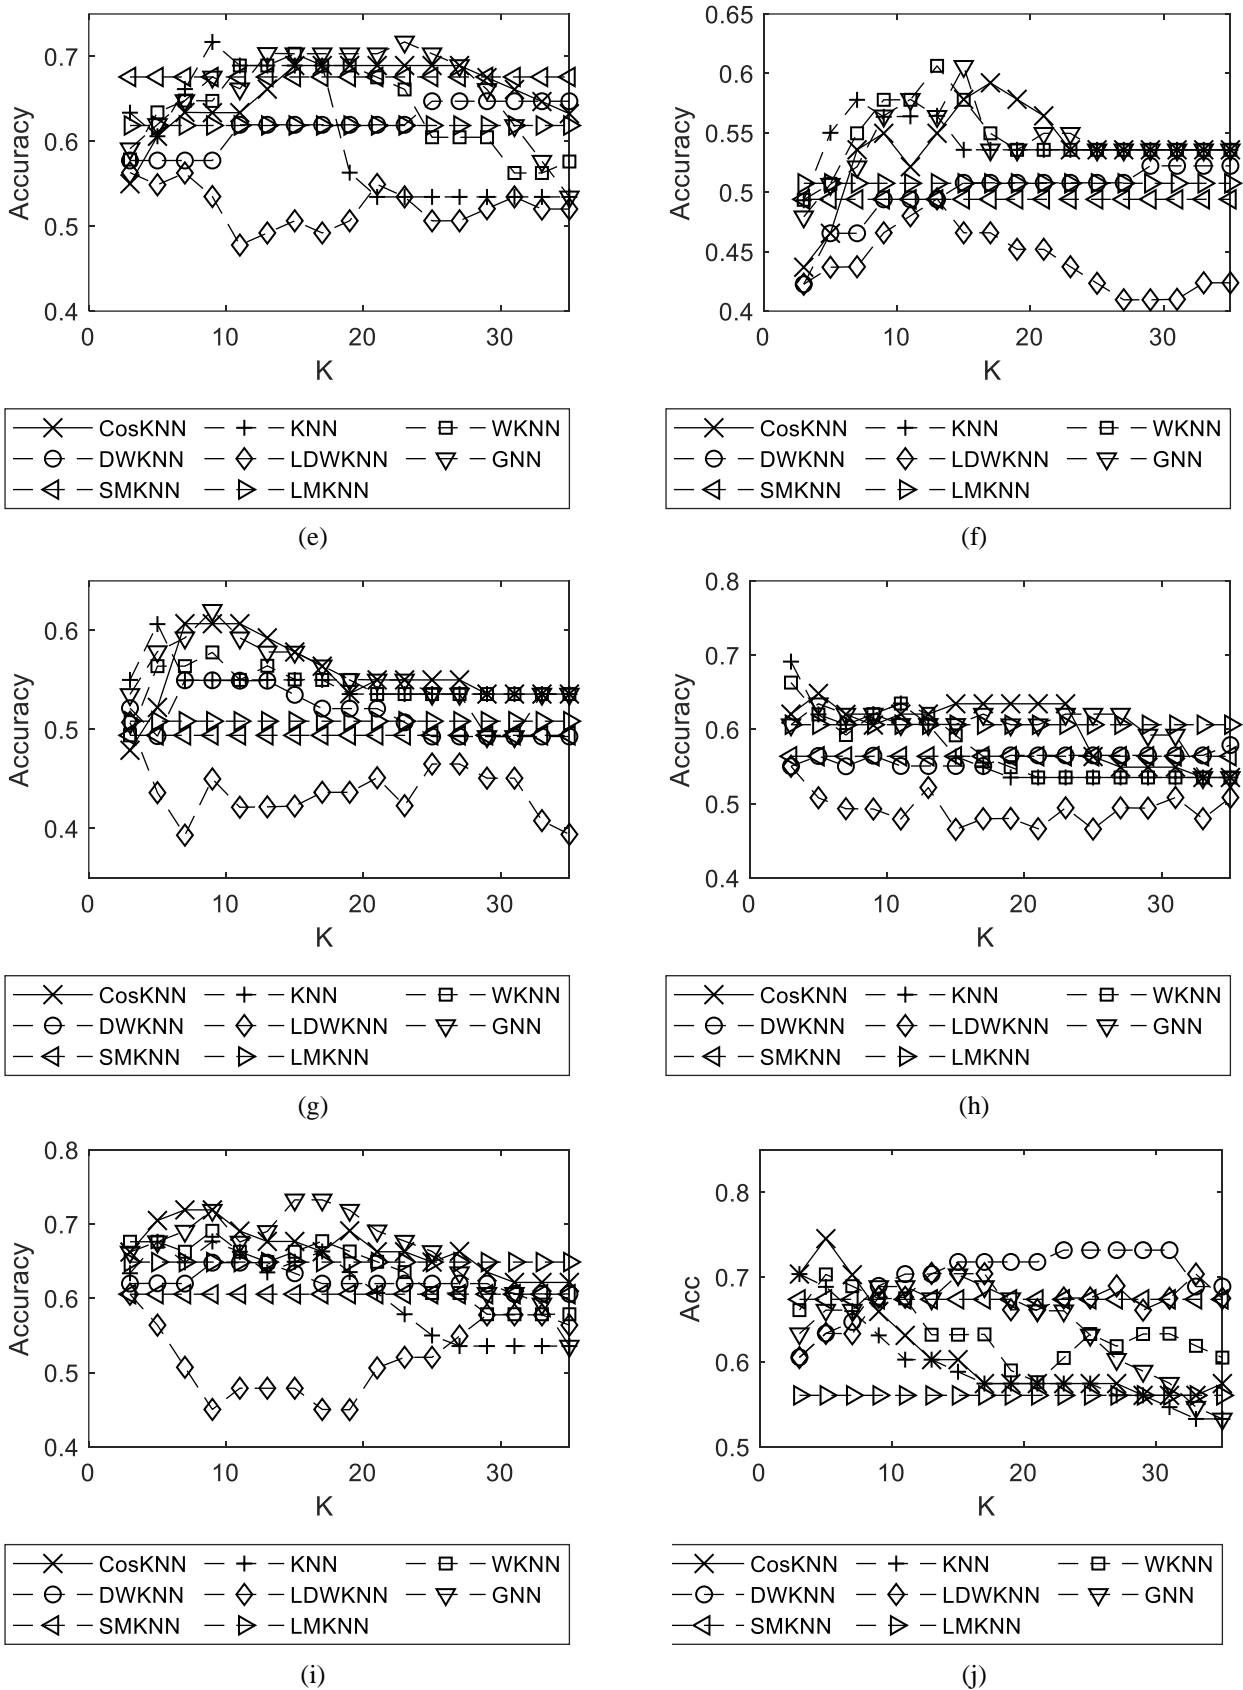 0.7
0.6
0.5
0.4
Accuracy
0
10
20
30
K
CosKNN KNN WKNN
DWKNN LDWKNN GNN
SMKNN LMKNN
(e)
0.65
0.6
0.55
0.5
0.45
0.4
Accuracy
0
10
20
30
K
CosKNN KNN WKNN
DWKNN LDWKNN GNN
SMKNN LMKNN
(f)
0.6
0.5
0.4
Accuracy
0
10
20
30
K
CosKNN KNN WKNN
DWKNN LDWKNN GNN
SMKNN LMKNN
(g)
0.8
0.7
0.6
0.5
0.4
Accuracy
0
10
20
30
K
CosKNN KNN WKNN
DWKNN LDWKNN GNN
SMKNN LMKNN
(h)
0.8
0.7
0.6
0.5
0.4
Accuracy
0
10
20
30
K
CosKNN KNN WKNN
DWKNN LDWKNN GNN
SMKNN LMKNN
(i)
0.8
0.7
0.6
0.5
Acc
0
10
20
30
K
CosKNN KNN WKNN
DWKNN LDWKNN GNN
SMKNN LMKNN
(j)